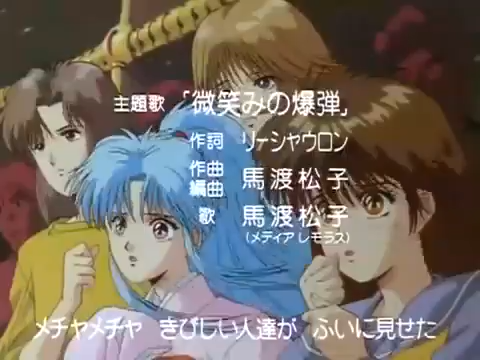 主題歌 「微笑みの爆弾」
作詞 リーシャウロン
作曲
編曲 馬渡松子
歌 馬渡松子
(メディアレモラス)
メチャメチャ きびしい人達が ふいに見せた